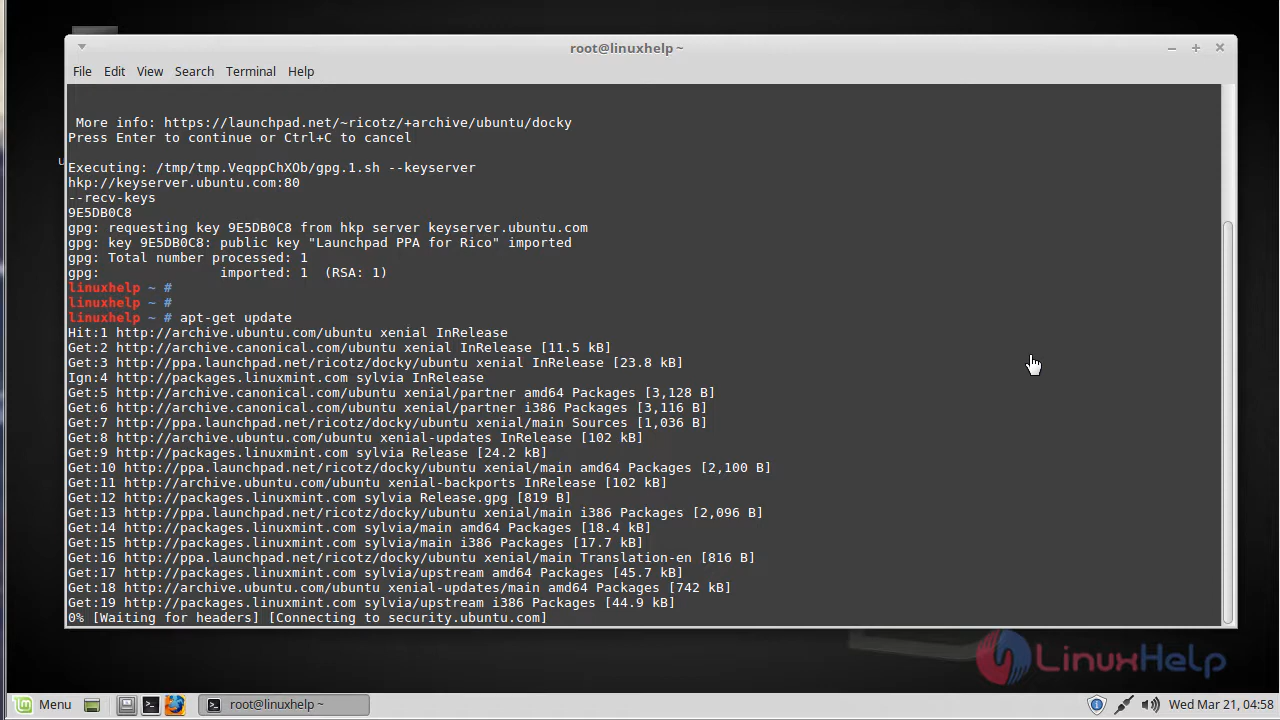 root@linuxhelp ~
File Edit View Search Terminal Help
More info: https://launchpad.net/~ricotz/+archive/ubuntu/docky
Press Enter to continue or Ctrl+C to cancel
Executing: /tmp/tmp.VeqppChXOb/gpg.1.sh --keyserver
hkp://keyserver.ubuntu.com:80
--recv-keys
9E5DB0C8
gpg: requesting key 9E5DB0C8 from hkp server keyserver.ubuntu.com
gpg: key 9E5DB0C8: public key "Launchpad PPA for Rico" imported
gpg: Total number processed: 1
gpg:               imported: 1  (RSA: 1)
linuxhelp ~ #
linuxhelp ~ #
linuxhelp ~ # apt-get update
Hit:1 http://archive.ubuntu.com/ubuntu xenial InRelease
Get:2 http://archive.canonical.com/ubuntu xenial InRelease [11.5 kB]
Get:3 http://ppa.launchpad.net/ricotz/docky/ubuntu xenial InRelease [23.8 kB]
Ign:4 http://packages.linuxmint.com sylvia InRelease
Get:5 http://archive.canonical.com/ubuntu xenial/partner amd64 Packages [3,128 B]
Get:6 http://archive.canonical.com/ubuntu xenial/partner i386 Packages [3,116 B]
Get:7 http://ppa.launchpad.net/ricotz/docky/ubuntu xenial/main Sources [1,036 B]
Get:8 http://archive.ubuntu.com/ubuntu xenial-updates InRelease [102 kB]
Get:9 http://packages.linuxmint.com sylvia Release [24.2 kB]
Get:10 http://ppa.launchpad.net/ricotz/docky/ubuntu xenial/main amd64 Packages [2,100 B]
Get:11 http://archive.ubuntu.com/ubuntu xenial-backports InRelease [102 kB]
Get:12 http://packages.linuxmint.com sylvia Release.gpg [819 B]
Get:13 http://ppa.launchpad.net/ricotz/docky/ubuntu xenial/main i386 Packages [2,096 B]
Get:14 http://packages.linuxmint.com sylvia/main amd64 Packages [18.4 kB]
Get:15 http://packages.linuxmint.com sylvia/main i386 Packages [17.7 kB]
Get:16 http://ppa.launchpad.net/ricotz/docky/ubuntu xenial/main Translation-en [816 B]
Get:17 http://packages.linuxmint.com sylvia/upstream amd64 Packages [45.7 kB]
Get:18 http://archive.ubuntu.com/ubuntu xenial-updates/main amd64 Packages [742 kB]
Get:19 http://packages.linuxmint.com sylvia/upstream i386 Packages [44.9 kB]
0% [Waiting for headers] [Connecting to security.ubuntu.com]
LinuxHelp
Menu root@linuxhelp ~ Wed Mar 21, 04:58